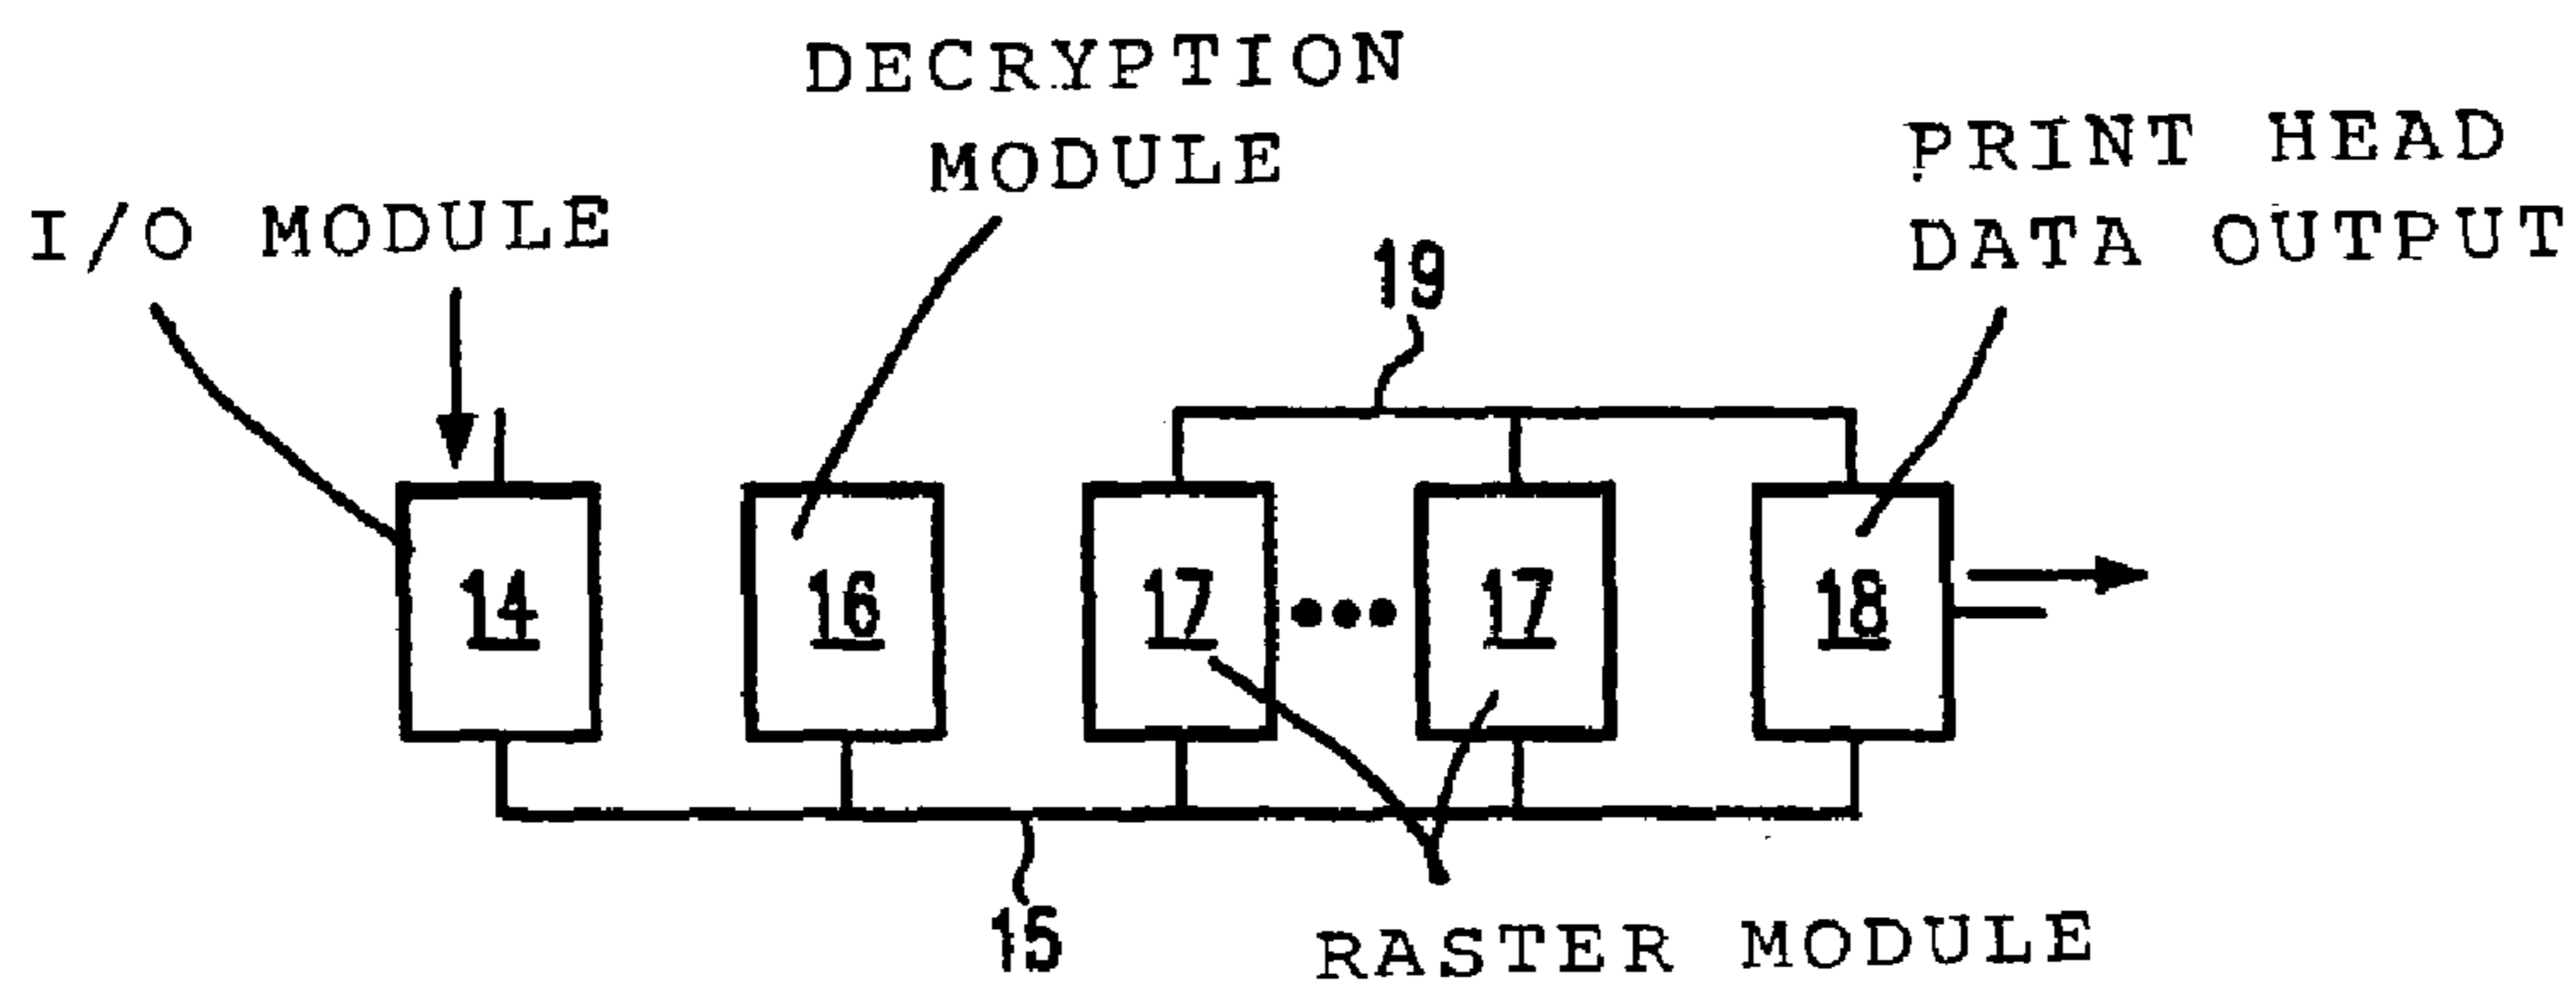 DECRYPTION
MODULE
PRINT HEAD
DATA OUTPUT
I/O MODULE
19
14
16
17
17
18
15
RASTER MODULE